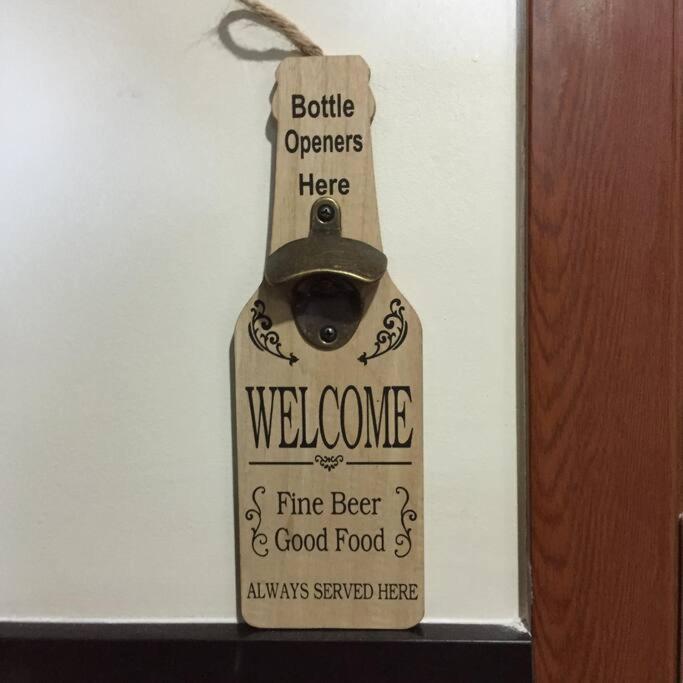 Bottle
Openers
Here
WELCOME
Fine Beer
Good Food
ALWAYS SERVED HERE